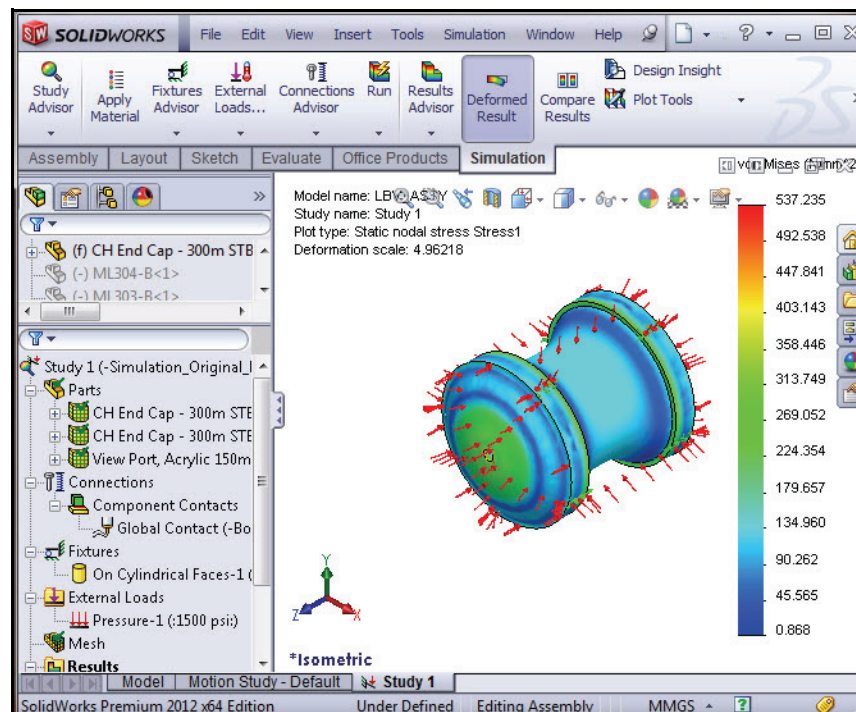 SOLIDWORKS File Edit View Insert Tools Simulation Window Help
Study Advisor
Apply Material
Fixtures Advisor
External Loads...
Connections Advisor
Run
Results Advisor
Deformed Result
Compare Results
Design Insight
Plot Tools
Assembly Layout Sketch Evaluate Office Products Simulation
von Mises
Model name: LBV ASSY
Study name: Study 1
Plot type: Static nodal stress Stress1
Deformation scale: 4.96218
(f) CH End Cap - 300m STB
(-) ML304-B<1>
(-) ML303-B<1>
Study 1 (-Simulation_Original_
Parts
CH End Cap - 300m STE
CH End Cap - 300m STE
View Port, Acrylic 150m
Connections
Component Contacts
Global Contact (-Bo
Fixtures
On Cylindrical Faces-1 (
External Loads
Pressure-1 (:1500 psi:)
Mesh
Results
537.235
492.538
447.841
403.143
358.446
313.749
269.052
224.354
179.657
134.960
90.262
45.565
0.868
Y
Z
X
*Isometric
Model Motion Study - Default Study 1
SolidWorks Premium 2012 x64 Edition Under Defined Editing Assembly MMGS